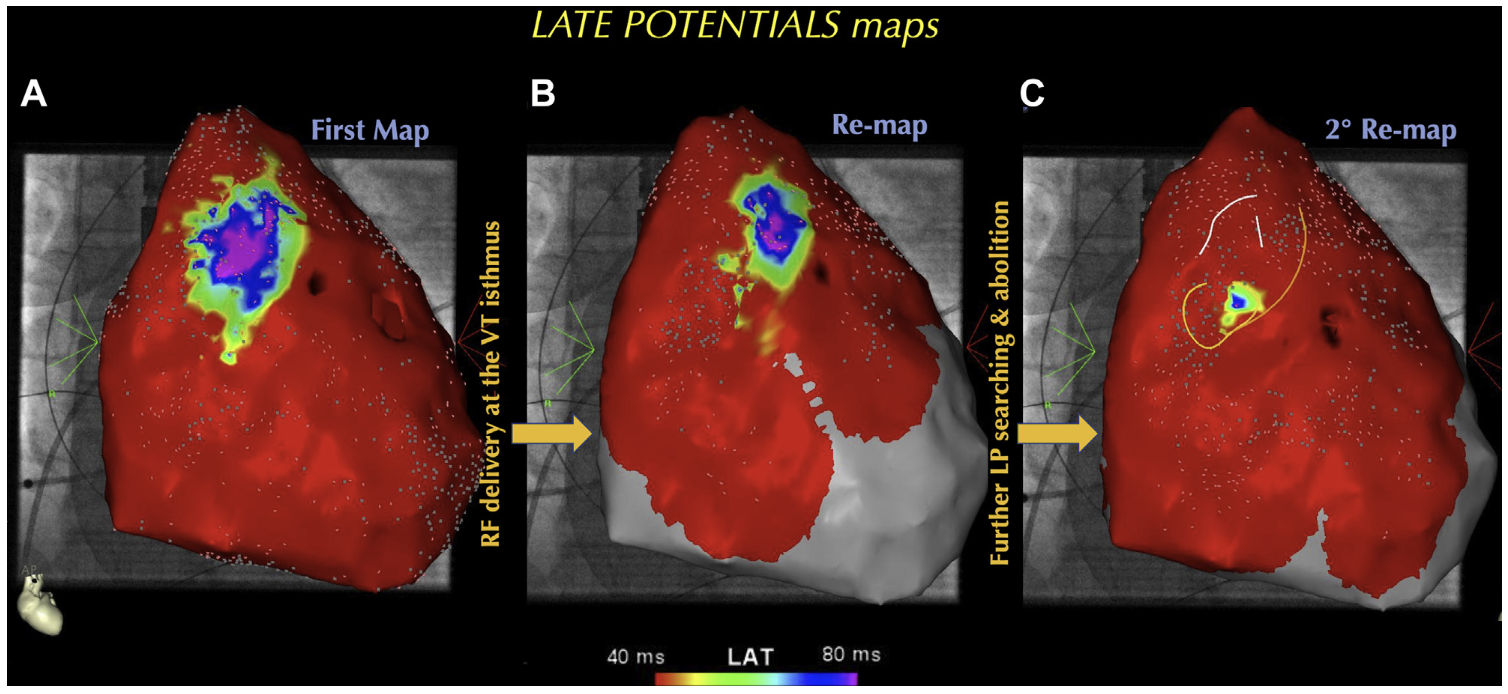 LATE POTENTIALS maps
A
First Map
RF delivery at the VT isthmus
B
Re-map
Further LP searching & abolition
C
2° Re-map
AP
40 ms LAT 80 ms